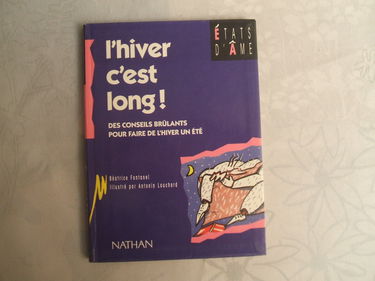 ÉTATS
D'ÂME
l'hiver
c'est
long !
DES CONSEILS BRÛLANTS
POUR FAIRE DE L'HIVER UN ÉTÉ
Béatrice Fontanel
Illustré par Antonin Louchard
NATHAN